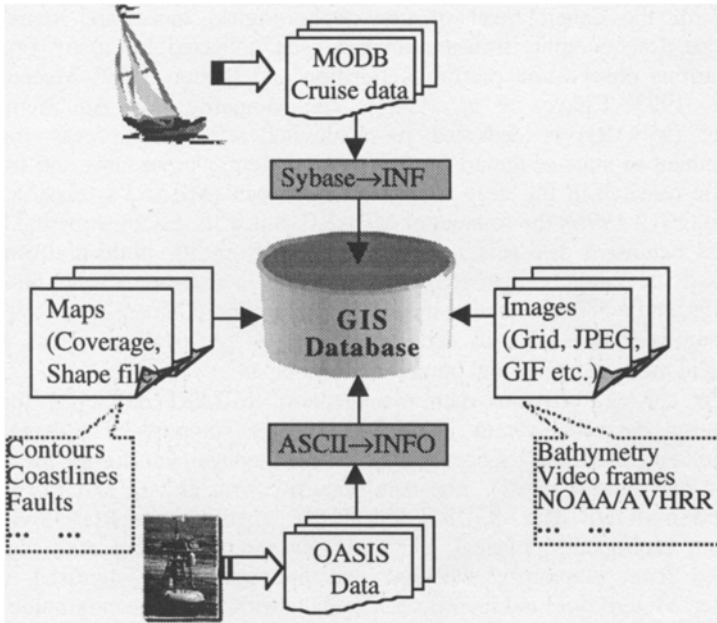 MODB
Cruise data
Sybase→INF
Maps
(Coverage,
Shape file)
GIS
Database
Images
(Grid, JPEG,
GIF etc.)
ASCII→INFO
Contours
Coastlines
Faults
... ...
Bathymetry
Video frames
NOAA/AVHRR
... ...
OASIS
Data